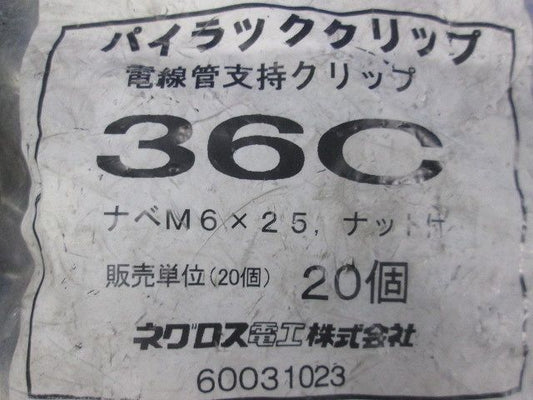 パイラッククリップ
電線管支持クリップ
36C
ナベM6×25, ナット付
販売単位(20個) 20個
ネグロス電工株式会社
60031023